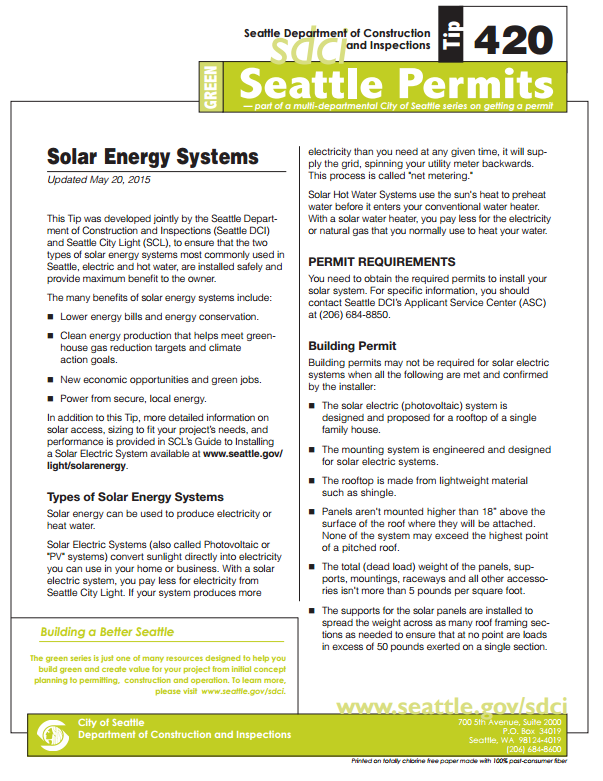 Seattle Department of Construction
and Inspections
sdci
Tip
420
GREEN
Seattle Permits
— part of a multi-departmental City of Seattle series on getting a permit
Solar Energy Systems
Updated May 20, 2015
This Tip was developed jointly by the Seattle Depart-
ment of Construction and Inspections (Seattle DCI)
and Seattle City Light (SCL), to ensure that the two
types of solar energy systems most commonly used in
Seattle, electric and hot water, are installed safely and
provide maximum benefit to the owner.
The many benefits of solar energy systems include:
■ Lower energy bills and energy conservation.
■ Clean energy production that helps meet green-
house gas reduction targets and climate
action goals.
■ New economic opportunities and green jobs.
■ Power from secure, local energy.
In addition to this Tip, more detailed information on
solar access, sizing to fit your project's needs, and
performance is provided in SCL's Guide to Installing
a Solar Electric System available at www.seattle.gov/
light/solarenergy.
Types of Solar Energy Systems
Solar energy can be used to produce electricity or
heat water.
Solar Electric Systems (also called Photovoltaic or
"PV" systems) convert sunlight directly into electricity
you can use in your home or business. With a solar
electric system, you pay less for electricity from
Seattle City Light. If your system produces more
electricity than you need at any given time, it will sup-
ply the grid, spinning your utility meter backwards.
This process is called "net metering."
Solar Hot Water Systems use the sun's heat to preheat
water before it enters your conventional water heater.
With a solar water heater, you pay less for the electricity
or natural gas that you normally use to heat your water.
PERMIT REQUIREMENTS
You need to obtain the required permits to install your
solar system. For specific information, you should
contact Seattle DCI's Applicant Service Center (ASC)
at (206) 684-8850.
Building Permit
Building permits may not be required for solar electric
systems when all the following are met and confirmed
by the installer:
■ The solar electric (photovoltaic) system is
designed and proposed for a rooftop of a single
family house.
■ The mounting system is engineered and designed
for solar electric systems.
■ The rooftop is made from lightweight material
such as shingle.
■ Panels aren't mounted higher than 18" above the
surface of the roof where they will be attached.
None of the system may exceed the highest point
of a pitched roof.
■ The total (dead load) weight of the panels, sup-
ports, mountings, raceways and all other accesso-
ries isn't more than 5 pounds per square foot.
■ The supports for the solar panels are installed to
spread the weight across as many roof framing sec-
tions as needed to ensure that at no point are loads
in excess of 50 pounds exerted on a single section.
Building a Better Seattle
The green series is just one of many resources designed to help you
build green and create value for your project from initial concept
planning to permitting, construction and operation. To learn more,
please visit www.seattle.gov/sdci.
www.seattle.gov/sdci
City of Seattle
Department of Construction and Inspections
700 5th Avenue, Suite 2000
P.O. Box 34019
Seattle, WA 98124-4019
(206) 684-8600
Printed on totally chlorine free paper made with 100% post-consumer fiber